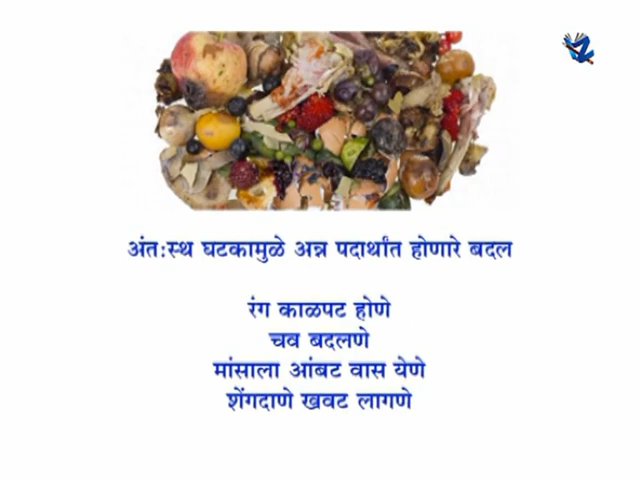 अंतःस्थ घटकामुळे अन्न पदार्थांत होणारे बदल
रंग काळपट होणे
चव बदलणे
मांसाला आंबट वास येणे
शेंगदाणे खवट लागणे